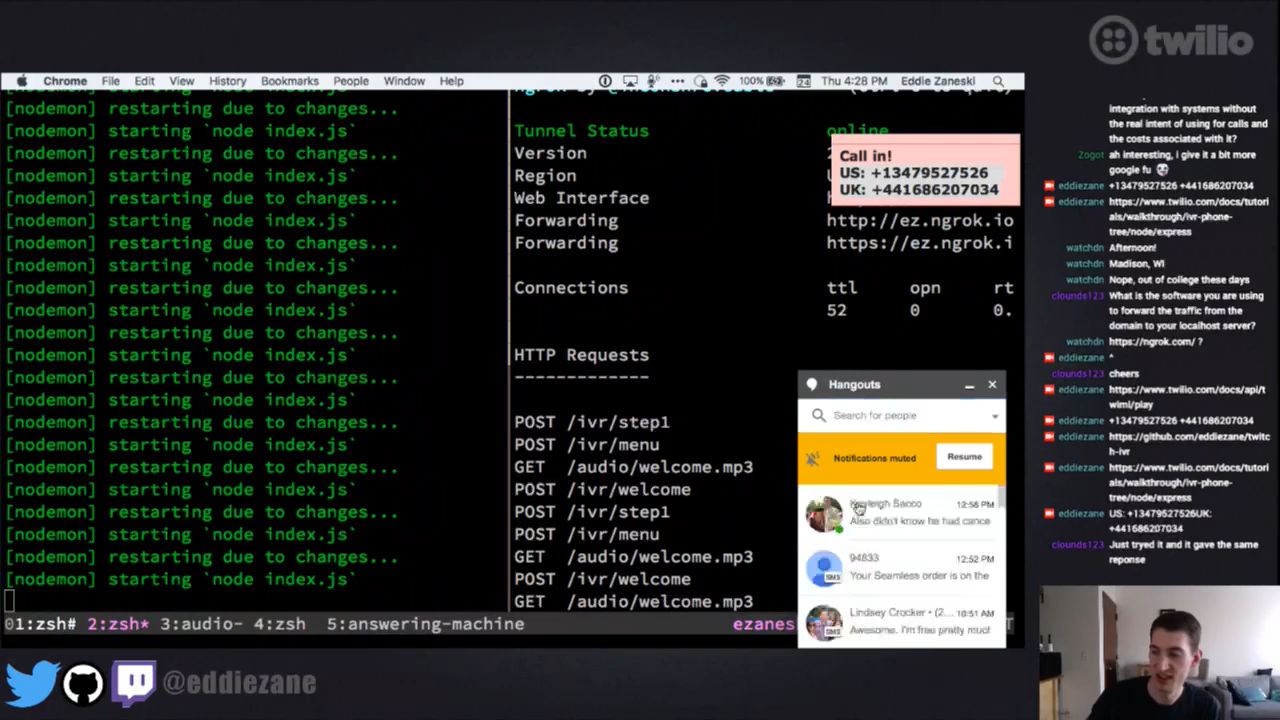 twilio
Chrome File Edit View History Bookmarks People Window Help
100% Thu 4:28 PM Eddie Zaneski
[nodemon] restarting due to changes...
[nodemon] starting `node index.js`
[nodemon] restarting due to changes...
[nodemon] starting `node index.js`
[nodemon] restarting due to changes...
[nodemon] starting `node index.js`
[nodemon] restarting due to changes...
[nodemon] starting `node index.js`
[nodemon] restarting due to changes...
[nodemon] starting `node index.js`
[nodemon] restarting due to changes...
[nodemon] starting `node index.js`
[nodemon] restarting due to changes...
[nodemon] starting `node index.js`
[nodemon] restarting due to changes...
[nodemon] starting `node index.js`
[nodemon] restarting due to changes...
[nodemon] starting `node index.js`
[nodemon] restarting due to changes...
[nodemon] starting `node index.js`
[nodemon] restarting due to changes...
[nodemon] starting `node index.js`
Tunnel Status online
Version
Region
Web Interface
Forwarding http://ez.ngrok.io
Forwarding https://ez.ngrok.i
Connections ttl opn rt
52 0 0.
HTTP Requests
-------------
POST /ivr/step1
POST /ivr/menu
GET /audio/welcome.mp3
POST /ivr/welcome
POST /ivr/step1
POST /ivr/menu
GET /audio/welcome.mp3
POST /ivr/welcome
GET /audio/welcome.mp3
Call in!
US: +13479527526
UK: +441686207034
Hangouts
Search for people
Notifications muted Resume
Sacco 12:56 PM
Also didn't know he had cance
94833 12:52 PM
SMS Your Seamless order is on the
Lindsey Crocker • (2... 10:51 AM
SMS Awesome. I'm free pretty much
01:zsh# 2:zsh* 3:audio- 4:zsh 5:answering-machine ezanes
integration with systems without
the real intent of using for calls and
the costs associated with it?
Zogot ah interesting, i give it a bit more
google fu
eddiezane +13479527526 +441686207034
eddiezane https://www.twilio.com/docs/tutori
als/walkthrough/ivr-phone-
tree/node/express
watchdn Afternoon!
watchdn Madison, WI
watchdn Nope, out of college these days
clounds123 What is the software you are using
to forward the traffic from the
domain to your localhost server?
watchdn https://ngrok.com/ ?
eddiezane ^
clounds123 cheers
eddiezane https://www.twilio.com/docs/api/t
wiml/play
eddiezane +13479527526 +441686207034
eddiezane https://github.com/eddiezane/twitc
h-ivr
eddiezane https://www.twilio.com/docs/tutori
als/walkthrough/ivr-phone-
tree/node/express
eddiezane US: +13479527526UK:
+441686207034
clounds123 Just tryed it and it gave the same
reponse
@eddiezane